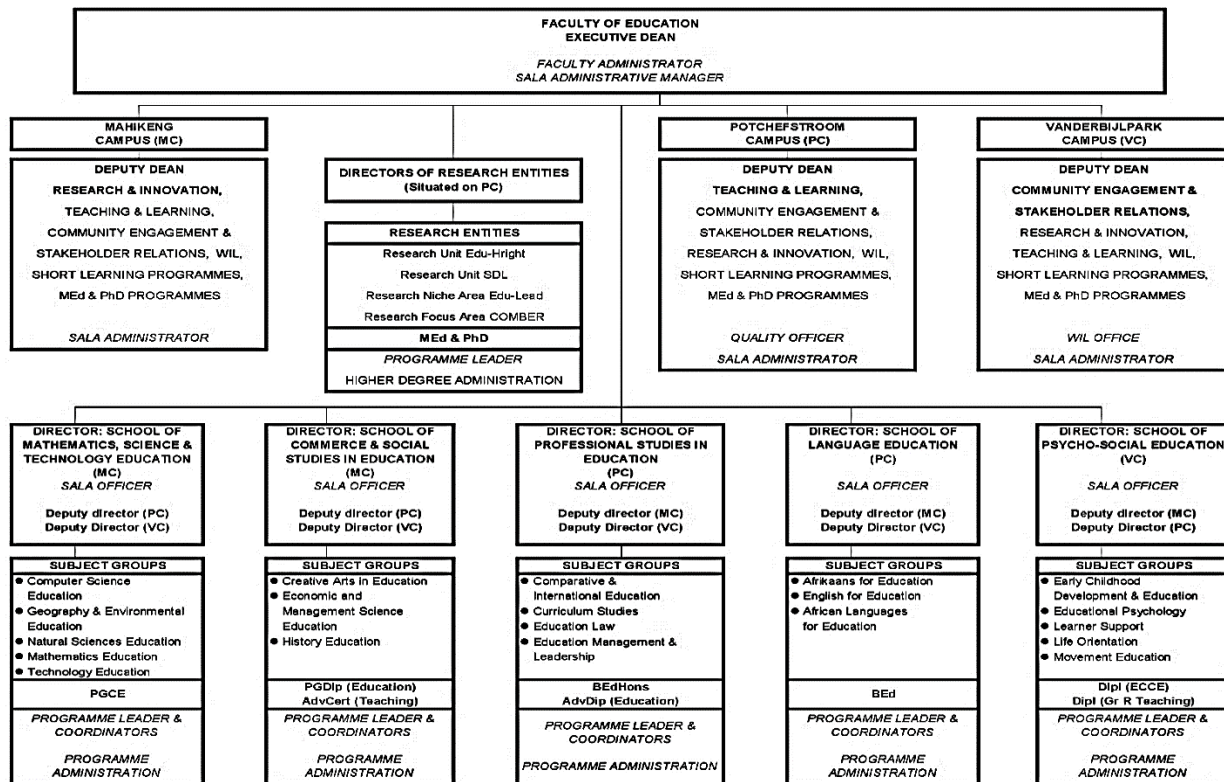 FACULTY OF EDUCATION
EXECUTIVE DEAN
FACULTY ADMINISTRATOR
SALA ADMINISTRATIVE MANAGER
MAHIKENG
CAMPUS (MC)
DEPUTY DEAN
RESEARCH & INNOVATION,
TEACHING & LEARNING,
COMMUNITY ENGAGEMENT &
STAKEHOLDER RELATIONS, WIL,
SHORT LEARNING PROGRAMMES,
MEd & PhD PROGRAMMES
SALA ADMINISTRATOR
DIRECTORS OF RESEARCH ENTITIES
(Situated on PC)
RESEARCH ENTITIES
Research Unit Edu-Hright
Research Unit SDL
Research Niche Area Edu-Lead
Research Focus Area COMBER
MEd & PhD
PROGRAMME LEADER
HIGHER DEGREE ADMINISTRATION
POTCHEFSTROOM
CAMPUS (PC)
DEPUTY DEAN
TEACHING & LEARNING,
COMMUNITY ENGAGEMENT &
STAKEHOLDER RELATIONS,
RESEARCH & INNOVATION, WIL,
SHORT LEARNING PROGRAMMES,
MEd & PhD PROGRAMMES
QUALITY OFFICER
SALA ADMINISTRATOR
VANDERBIJLPARK
CAMPUS (VC)
DEPUTY DEAN
COMMUNITY ENGAGEMENT &
STAKEHOLDER RELATIONS,
RESEARCH & INNOVATION,
TEACHING & LEARNING, WIL,
SHORT LEARNING PROGRAMMES,
MEd & PhD PROGRAMMES
WIL OFFICE
SALA ADMINISTRATOR
DIRECTOR: SCHOOL OF
MATHEMATICS, SCIENCE &
TECHNOLOGY EDUCATION
(MC)
SALA OFFICER
Deputy director (PC)
Deputy Director (VC)
SUBJECT GROUPS
● Computer Science
Education
● Geography & Environmental
Education
● Natural Sciences Education
● Mathematics Education
● Technology Education
PGCE
PROGRAMME LEADER &
COORDINATORS
PROGRAMME
ADMINISTRATION
DIRECTOR: SCHOOL OF
COMMERCE & SOCIAL
STUDIES IN EDUCATION
(MC)
SALA OFFICER
Deputy director (PC)
Deputy Director (VC)
SUBJECT GROUPS
● Creative Arts in Education
● Economic and
Management Science
Education
● History Education
PGDip (Education)
AdvCert (Teaching)
PROGRAMME LEADER &
COORDINATORS
PROGRAMME
ADMINISTRATION
DIRECTOR: SCHOOL OF
PROFESSIONAL STUDIES IN
EDUCATION
(PC)
SALA OFFICER
Deputy director (MC)
Deputy Director (VC)
SUBJECT GROUPS
● Comparative &
International Education
● Curriculum Studies
● Education Law
● Education Management &
Leadership
BEdHons
AdvDip (Education)
PROGRAMME LEADER &
COORDINATORS
PROGRAMME ADMINISTRATION
DIRECTOR: SCHOOL OF
LANGUAGE EDUCATION
(PC)
SALA OFFICER
Deputy director (MC)
Deputy Director (VC)
SUBJECT GROUPS
● Afrikaans for Education
● English for Education
● African Languages
for Education
BEd
PROGRAMME LEADER &
COORDINATORS
PROGRAMME
ADMINISTRATION
DIRECTOR: SCHOOL OF
PSYCHO-SOCIAL EDUCATION
(VC)
SALA OFFICER
Deputy director (MC)
Deputy Director (PC)
SUBJECT GROUPS
● Early Childhood
Development & Education
● Educational Psychology
● Learner Support
● Life Orientation
● Movement Education
Dipl (ECCE)
Dipl (Gr R Teaching)
PROGRAMME LEADER &
COORDINATORS
PROGRAMME
ADMINISTRATION